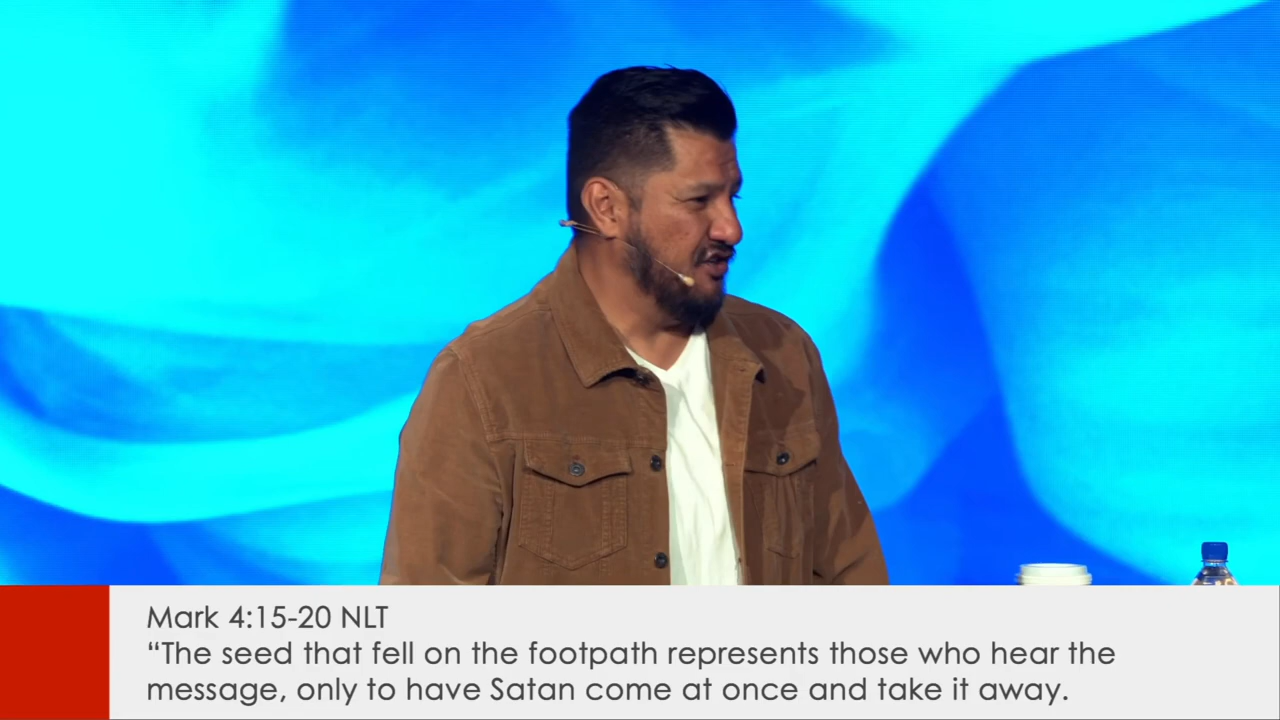 Mark 4:15-20 NLT
“The seed that fell on the footpath represents those who hear the
message, only to have Satan come at once and take it away.